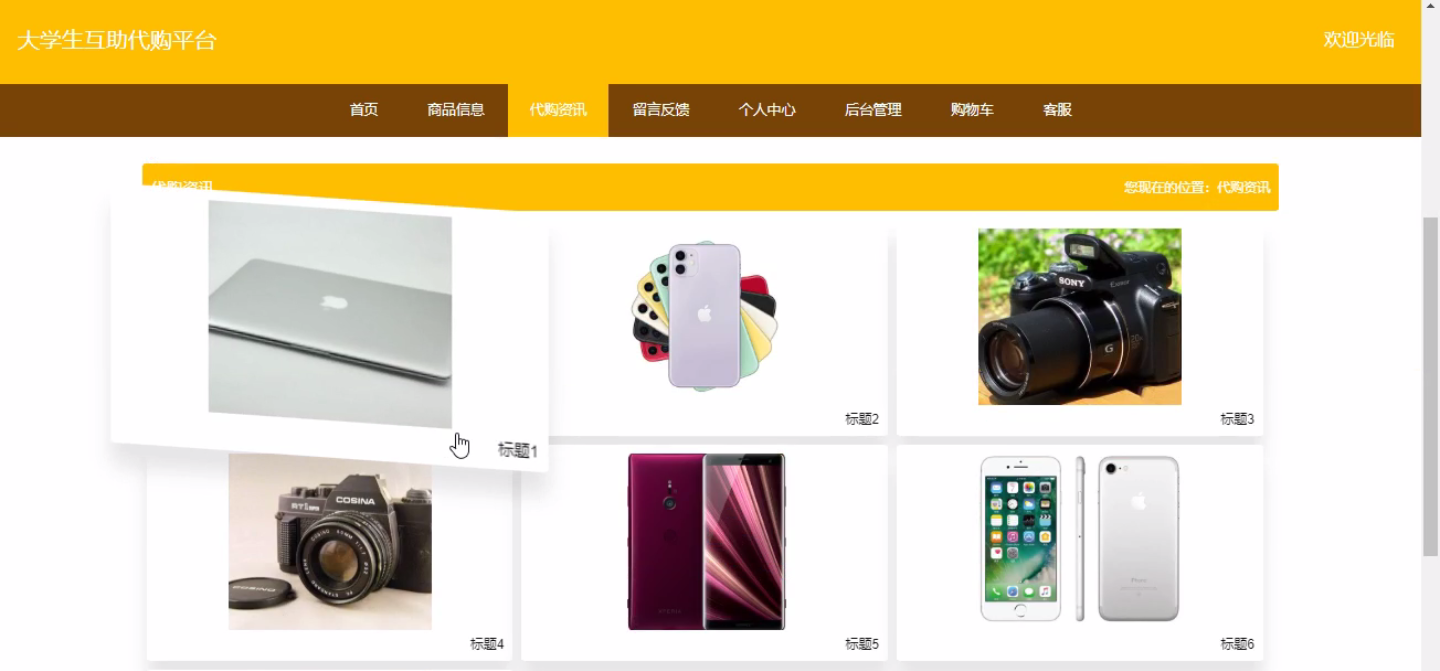 大学生互助代购平台
欢迎光临
首页 商品信息 代购资讯 留言反馈 个人中心 后台管理 购物车 客服
代购资讯
您现在的位置：代购资讯
SONY
G
标题1
标题2
标题3
COSINA
COSINA
标题4
XPERIA
标题5
iPhone
标题6